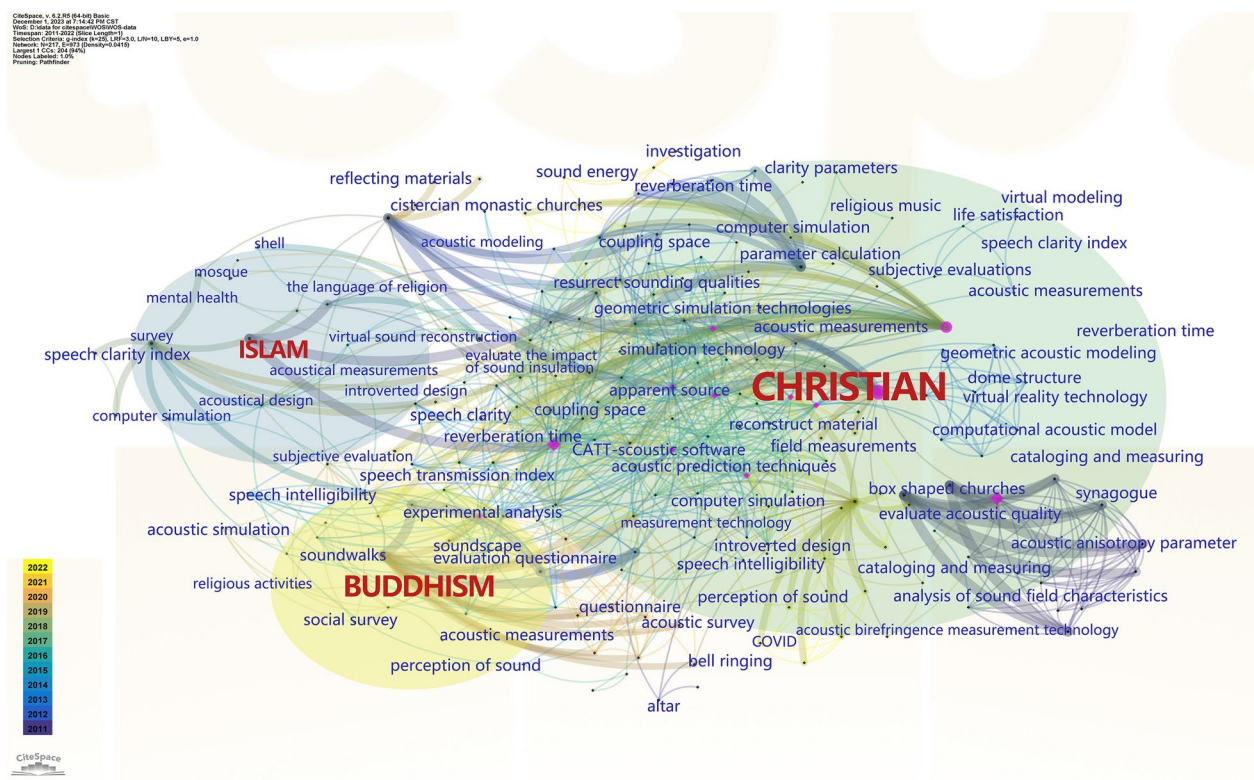 CiteSpace, v. 6.2.R5 (64-bit) Basic
December 1, 2023 at 7:14:42 PM CST
WoS: D:\data for citespace\WOS\WOS-data
Timespan: 2011-2022 (Slice Length=1)
Selection Criteria: g-index (k=25), LRF=3.0, L/N=10, LBY=5, e=1.0
Network: N=217, E=973 (Density=0.0415)
Largest 1 CCs: 204 (94%)
Nodes Labeled: 1.0%
Pruning: Pathfinder
investigation
sound energy
clarity parameters
reflecting materials
reverberation time
cistercian monastic churches
virtual modeling
religious music
life satisfaction
computer simulation
shell
acoustic modeling
coupling space
speech clarity index
parameter calculation
mosque
subjective evaluations
resurrect sounding qualities
the language of religion
acoustic measurements
mental health
geometric simulation technologies
acoustic measurements
reverberation time
survey
virtual sound reconstruction
ISLAM
simulation technology
speech clarity index
evaluate the impact
of sound insulation
geometric acoustic modeling
acoustical measurements
dome structure
introverted design
apparent source
CHRISTIAN
virtual reality technology
acoustical design
coupling space
computer simulation
speech clarity
reconstruct material
computational acoustic model
reverberation time
field measurements
CATT-scoustic software
subjective evaluation
cataloging and measuring
acoustic prediction techniques
speech transmission index
box shaped churches
speech intelligibility
computer simulation
synagogue
experimental analysis
evaluate acoustic quality
measurement technology
acoustic simulation
soundscape
introverted design
acoustic anisotropy parameter
soundwalks
evaluation questionnaire
speech intelligibility
cataloging and measuring
religious activities
BUDDHISM
perception of sound
analysis of sound field characteristics
questionnaire
social survey
acoustic survey
acoustic birefringence measurement technology
acoustic measurements
COVID
perception of sound
bell ringing
altar
2022
2021
2020
2019
2018
2017
2016
2015
2014
2013
2012
2011
CiteSpace